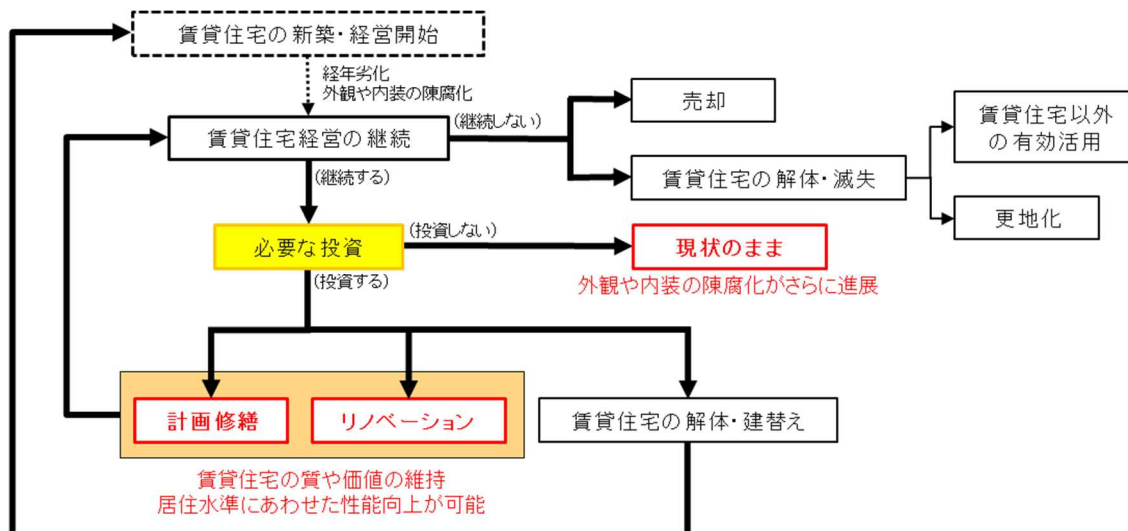 賃貸住宅の新築・経営開始
経年劣化
外観や内装の陳腐化
賃貸住宅経営の継続
(継続しない)
売却
賃貸住宅の解体・滅失
賃貸住宅以外
の有効活用
更地化
(継続する)
必要な投資
(投資しない)
現状のまま
外観や内装の陳腐化がさらに進展
(投資する)
計画修繕
リノベーション
賃貸住宅の解体・建替え
賃貸住宅の質や価値の維持
居住水準にあわせた性能向上が可能